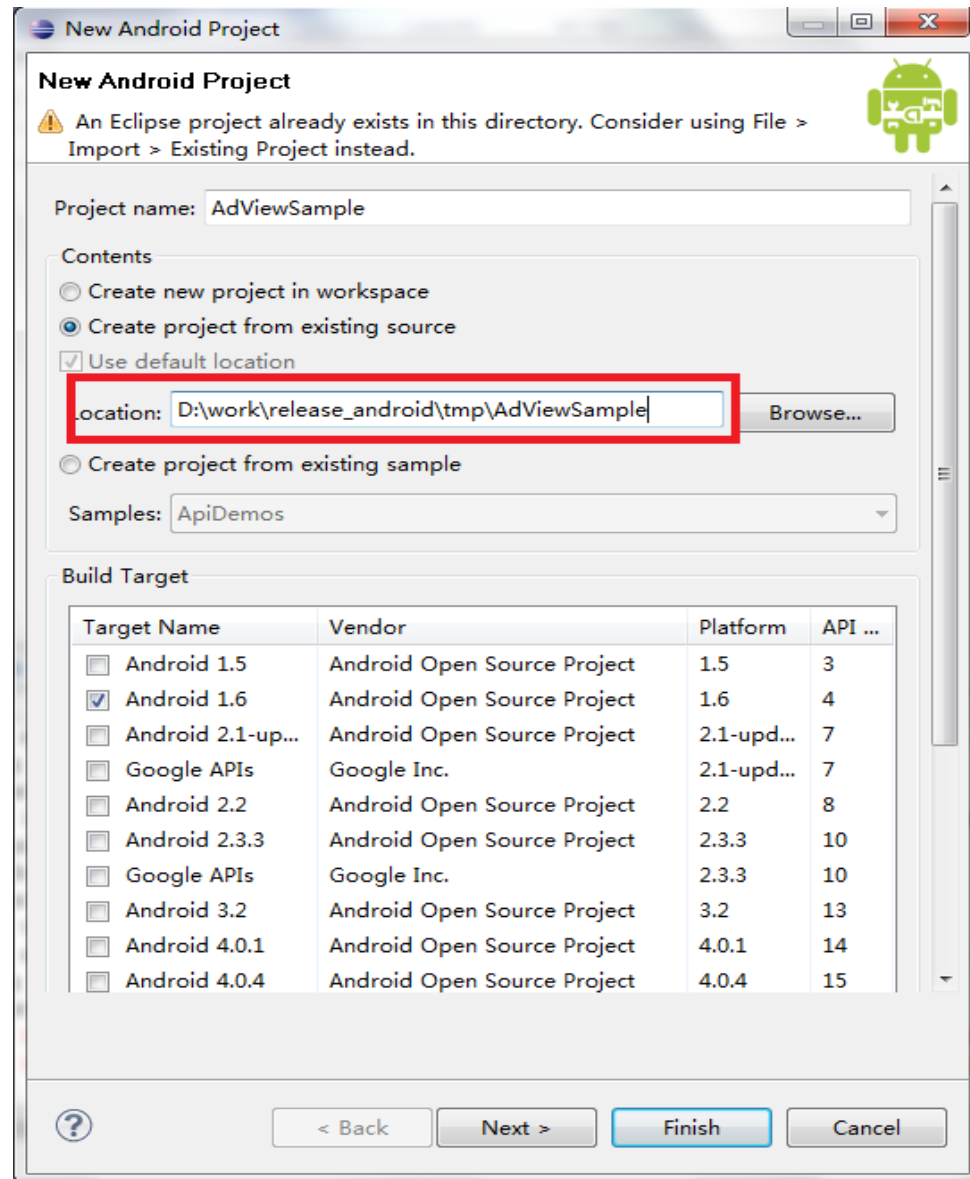 New Android Project
New Android Project
An Eclipse project already exists in this directory. Consider using File >
Import > Existing Project instead.
Project name: AdViewSample
Contents
Create new project in workspace
Create project from existing source
Use default location
Location: D:\work\release_android\tmp\AdViewSample
Browse...
Create project from existing sample
Samples: ApiDemos
Build Target
Target Name Vendor Platform API ...
Android 1.5 Android Open Source Project 1.5 3
Android 1.6 Android Open Source Project 1.6 4
Android 2.1-up... Android Open Source Project 2.1-upd... 7
Google APIs Google Inc. 2.1-upd... 7
Android 2.2 Android Open Source Project 2.2 8
Android 2.3.3 Android Open Source Project 2.3.3 10
Google APIs Google Inc. 2.3.3 10
Android 3.2 Android Open Source Project 3.2 13
Android 4.0.1 Android Open Source Project 4.0.1 14
Android 4.0.4 Android Open Source Project 4.0.4 15
? < Back Next > Finish Cancel